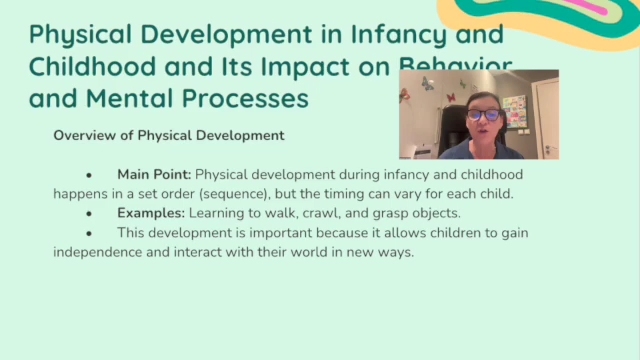 Physical Development in Infancy and
Childhood and Its Impact on Behavior
and Mental Processes
Overview of Physical Development
• Main Point: Physical development during infancy and childhood
happens in a set order (sequence), but the timing can vary for each child.
• Examples: Learning to walk, crawl, and grasp objects.
• This development is important because it allows children to gain
independence and interact with their world in new ways.